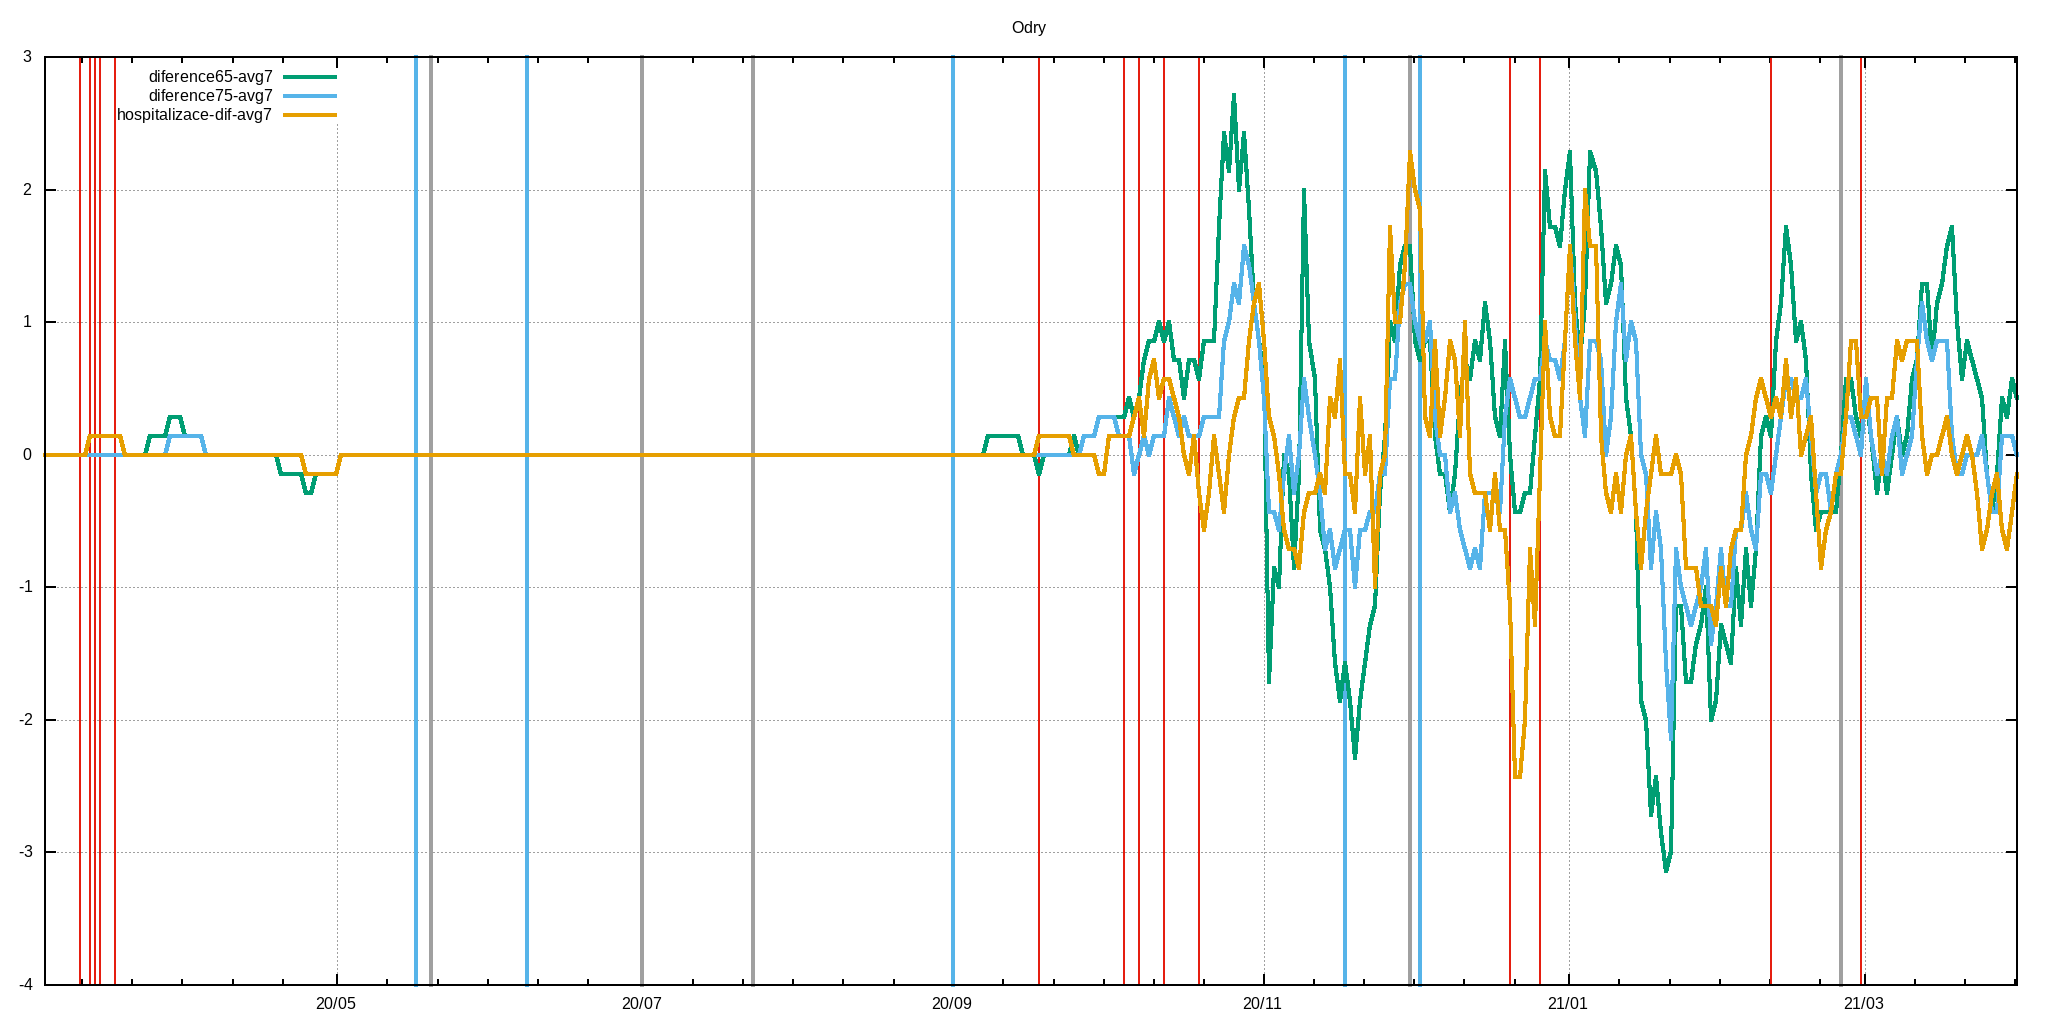 Odry
3
diference65-avg7
diference75-avg7
hospitalizace-dif-avg7
2
1
0
-1
-2
-3
-4
20/05 20/07 20/09 20/11 21/01 21/03